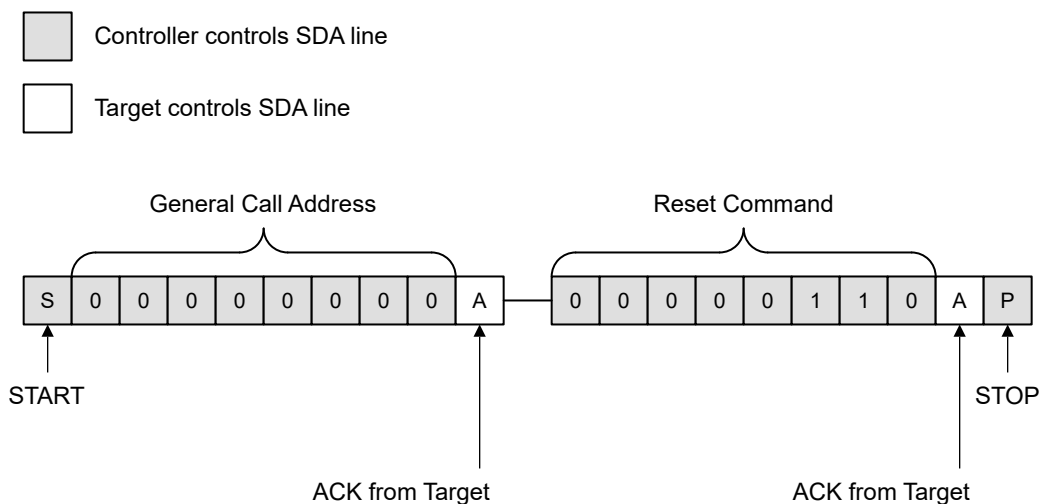 Controller controls SDA line
Target controls SDA line
General Call Address Reset Command
S 0 0 0 0 0 0 0 0 A 0 0 0 0 0 1 1 0 A P
START STOP
ACK from Target ACK from Target